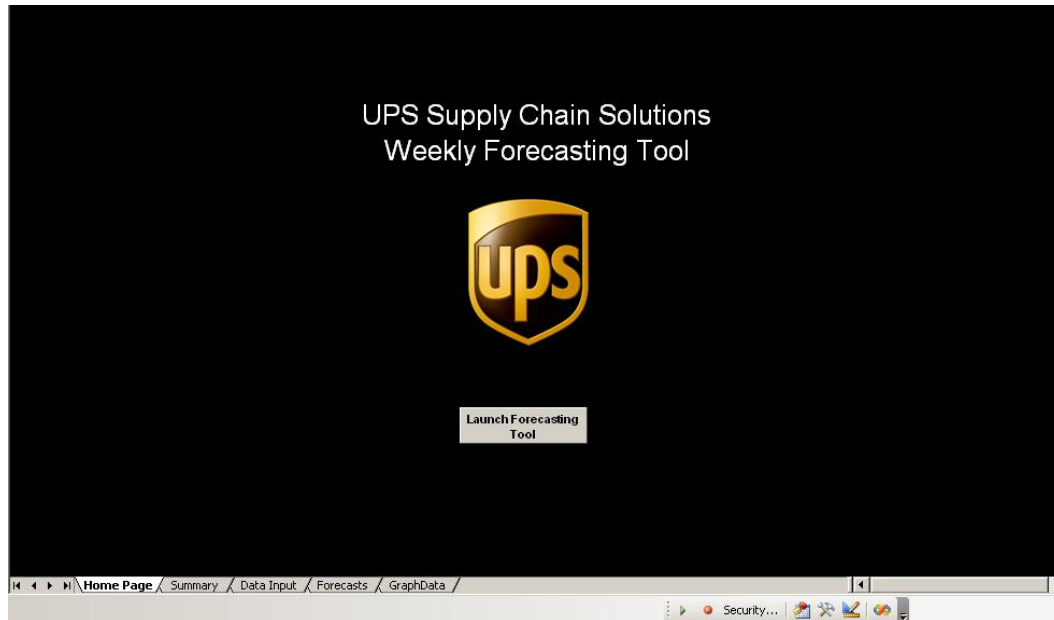 UPS Supply Chain Solutions
Weekly Forecasting Tool
ups
Launch Forecasting
Tool
Home Page Summary Data Input Forecasts GraphData
Security...